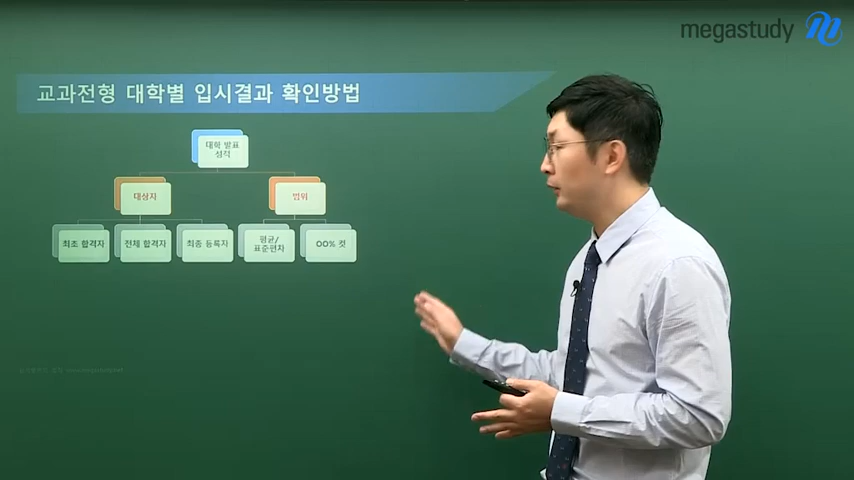 megastudy
교과전형 대학별 입시결과 확인방법
대학 발표
성적
대상자
범위
최초 합격자
전체 합격자
최종 등록자
평균/
표준편차
OO% 컷